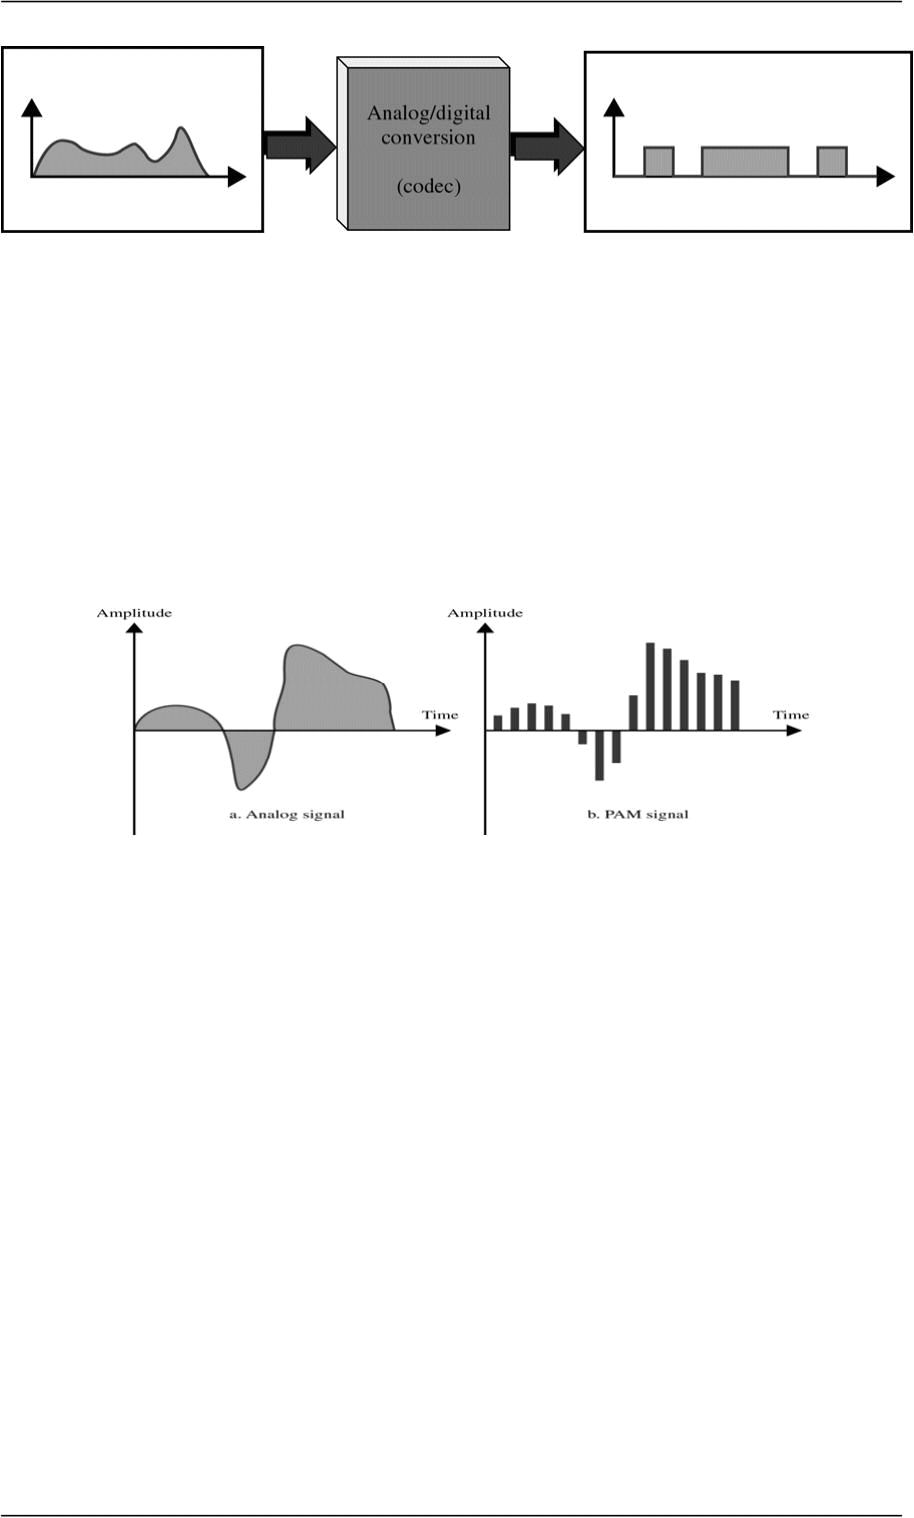 Analog/digital
conversion
(codec)
Amplitude
Time
a. Analog signal
Amplitude
Time
b. PAM signal